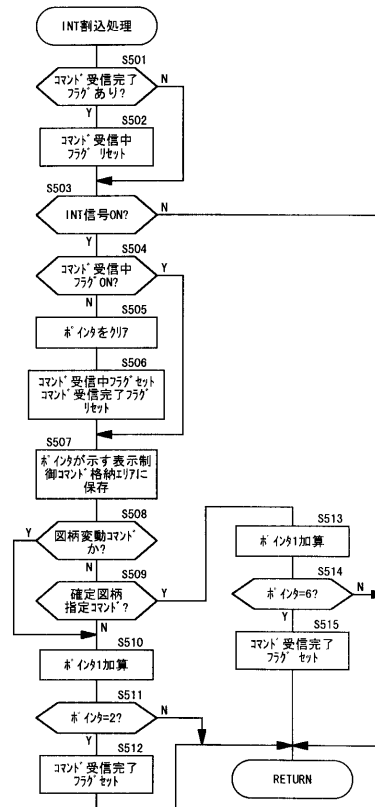 INT割込処理
S501
コマンド受信完了
フラグあり?
N
Y
S502
コマンド受信中
フラグリセット
S503
INT信号ON?
N
Y
S504
コマンド受信中
フラグON?
Y
N
S505
ポインタをクリア
S506
コマンド受信中フラグセット
コマンド受信完了フラグ
リセット
S507
ポインタが示す表示制
御コマンド格納エリアに
保存
S508
Y
図柄変動コマンド
か?
N
S509
確定図柄
指定コマンド?
Y
N
S510
ポインタ1加算
S511
ポインタ=2?
N
Y
S512
コマンド受信完了
フラグセット
S513
ポインタ1加算
S514
ポインタ=6?
N
Y
S515
コマンド受信完了
フラグ セット
RETURN